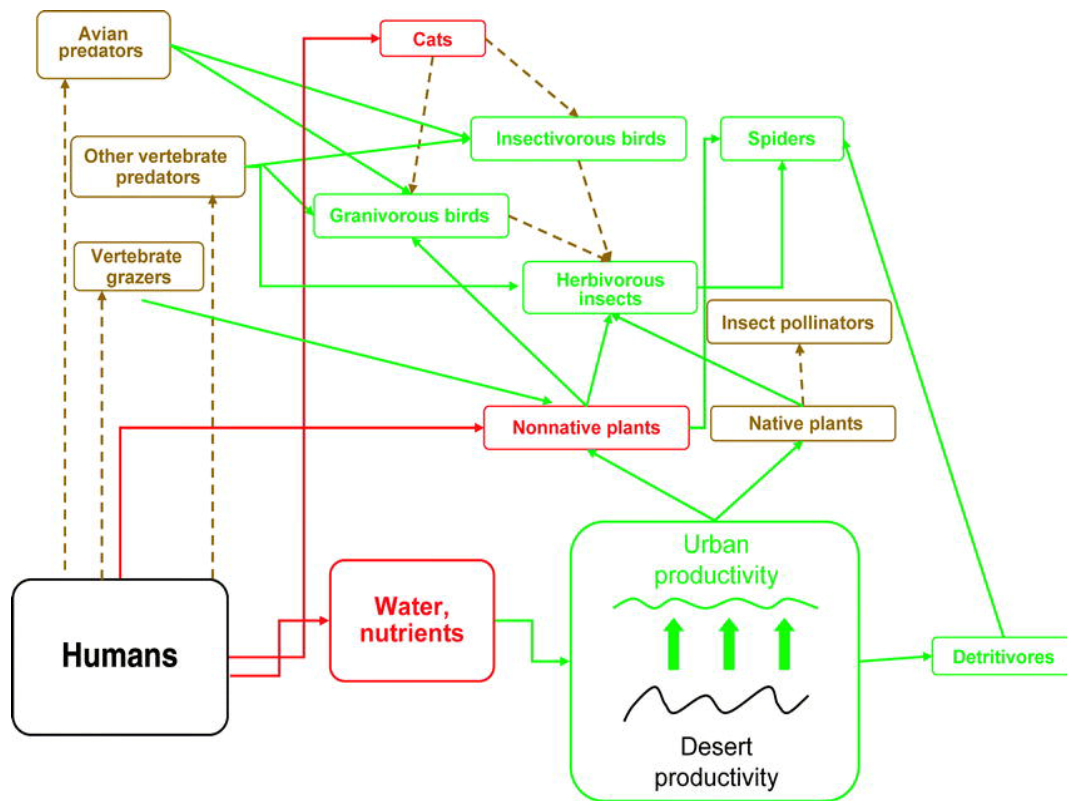 Avian
predators
Cats
Insectivorous birds
Spiders
Other vertebrate
predators
Granivorous birds
Vertebrate
grazers
Herbivorous
insects
Insect pollinators
Nonnative plants
Native plants
Urban
productivity
Humans
Water,
nutrients
Detritivores
Desert
productivity